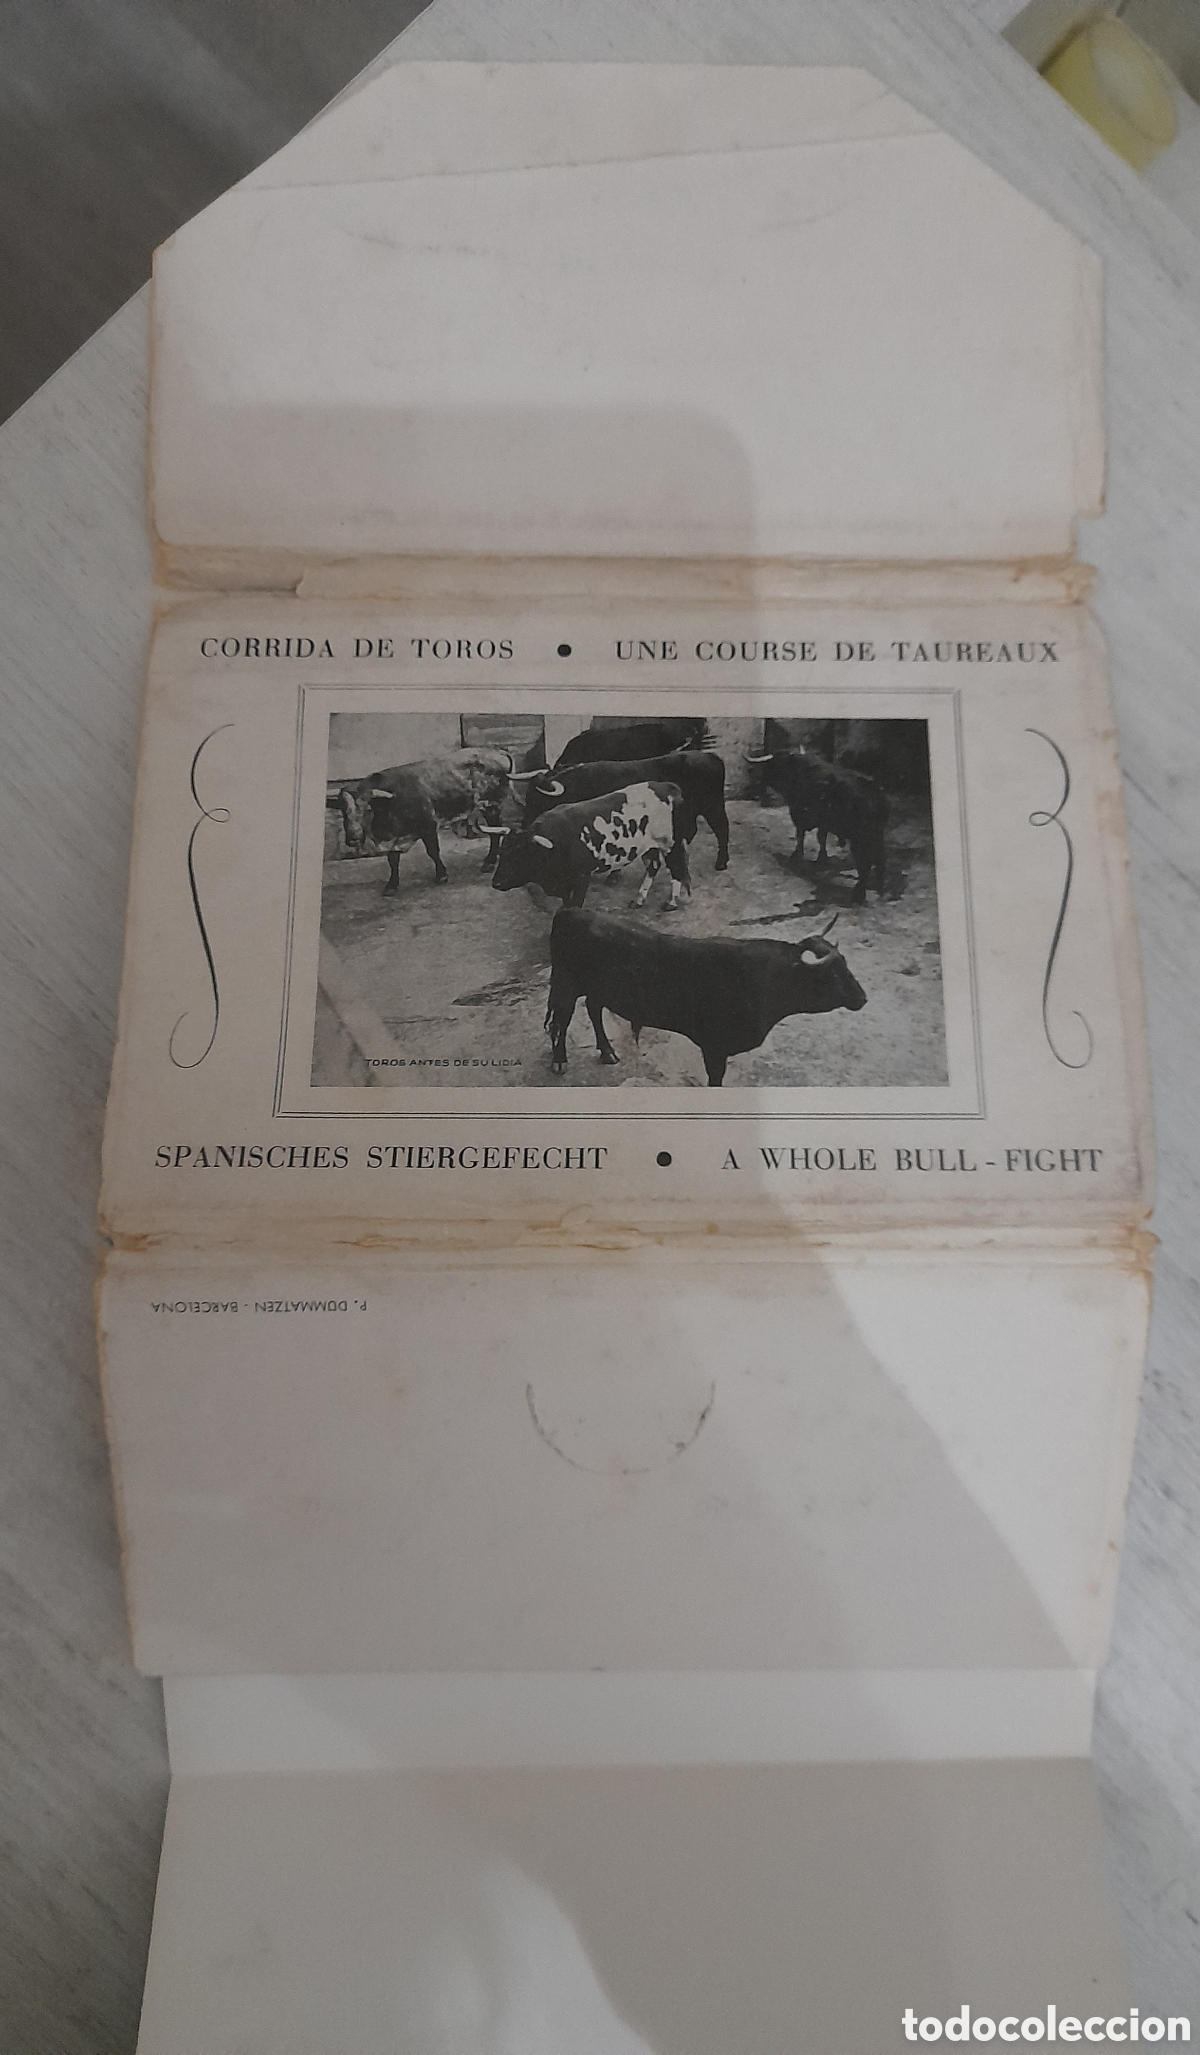 CORRIDA DE TOROS • UNE COURSE DE TAUREAUX
TOROS ANTES DE SU LIDIA
SPANISCHES STIERGEFECHT • A WHOLE BULL-FIGHT
P. DÜMMATZEN - BARCELONA
todocoleccion